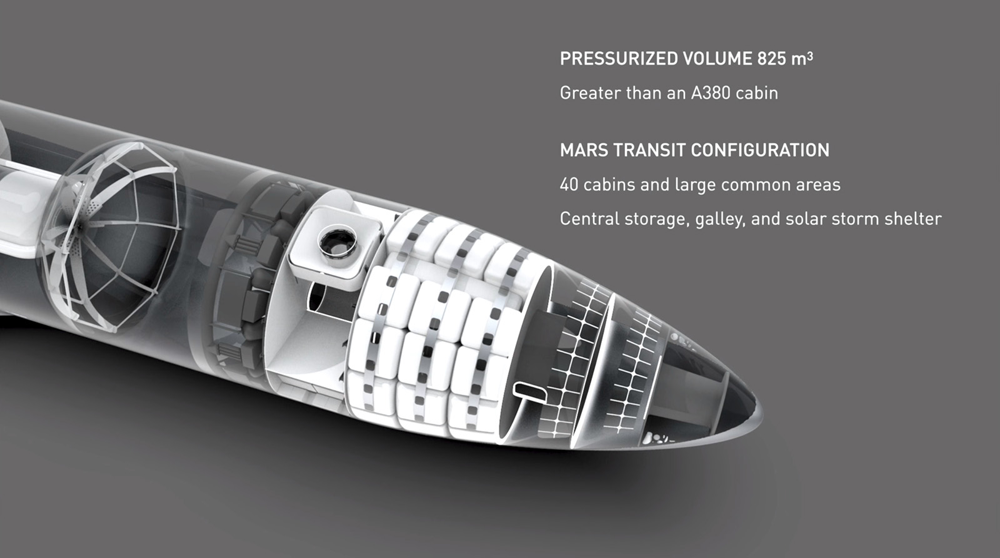 PRESSURIZED VOLUME 825 m³
Greater than an A380 cabin
MARS TRANSIT CONFIGURATION
40 cabins and large common areas
Central storage, galley, and solar storm shelter